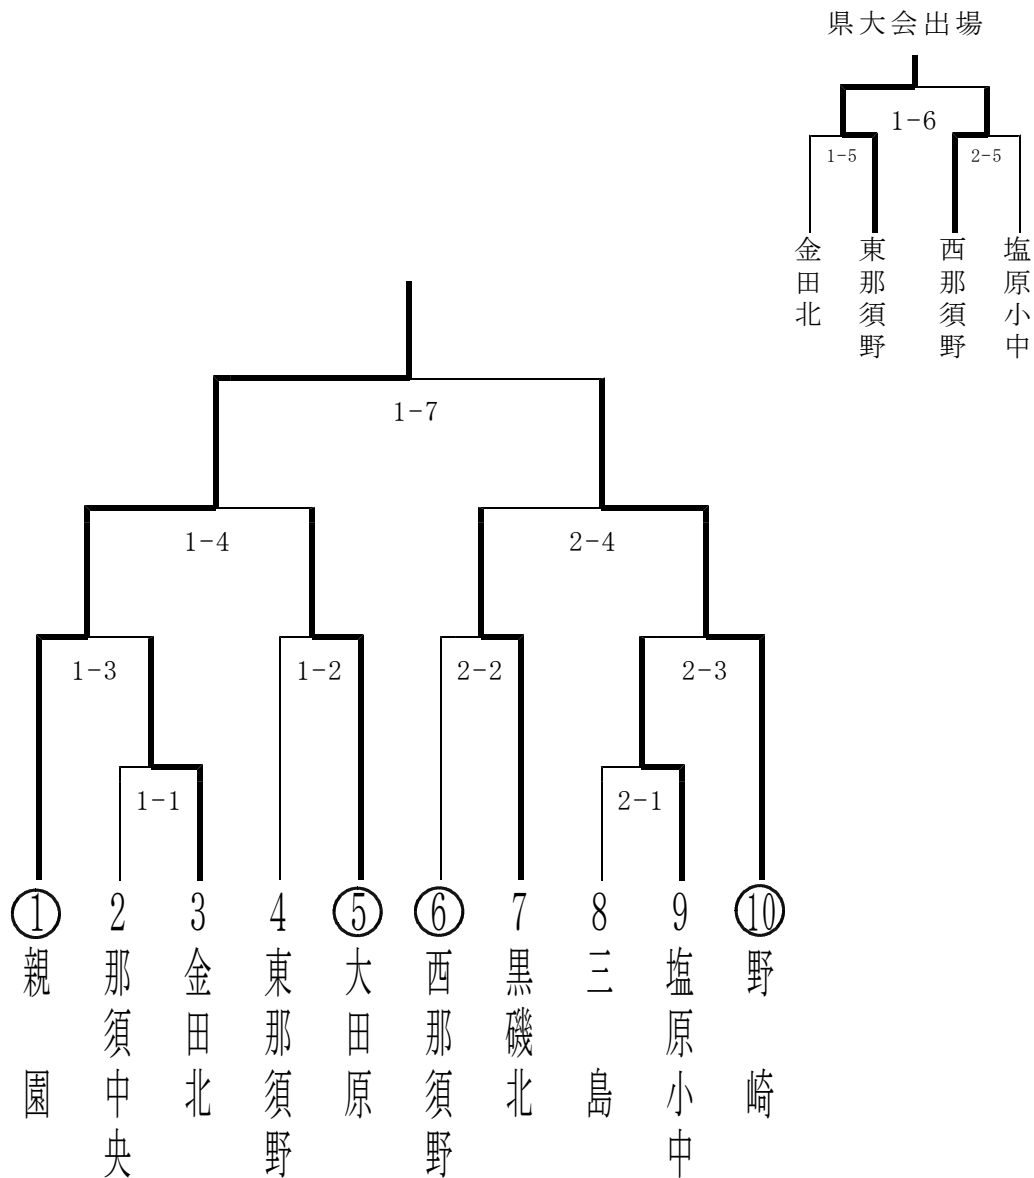 県大会出場
1-6
1-5
2-5
金田北
東那須野
西那須野
塩原小中
1-7
1-4
2-4
1-3
1-2
2-2
2-3
1-1
2-1
① 2 3 4 ⑤ ⑥ 7 8 9 ⑩
親園
那須中央
金田北
東那須野
大田原
西那須野
黒磯北
三島
塩原小中
野崎